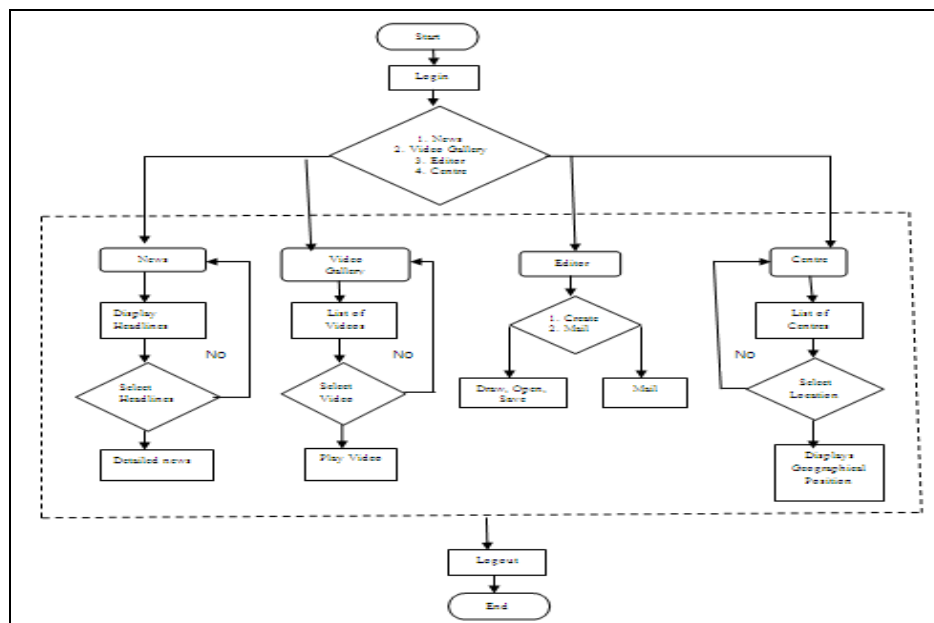 Start
Login
1. News
2. Video Gallery
3. Editor
4. Centre
News
Display
Headlines
No
Select
Headlines
Detailed news
Video
Gallery
List of
Videos
No
Select
Video
Play Video
Editor
1. Create
2. Mail
Draw, Open,
Save
Mail
Centre
List of
Centres
No
Select
Location
Displays
Geographical
Position
Logout
End